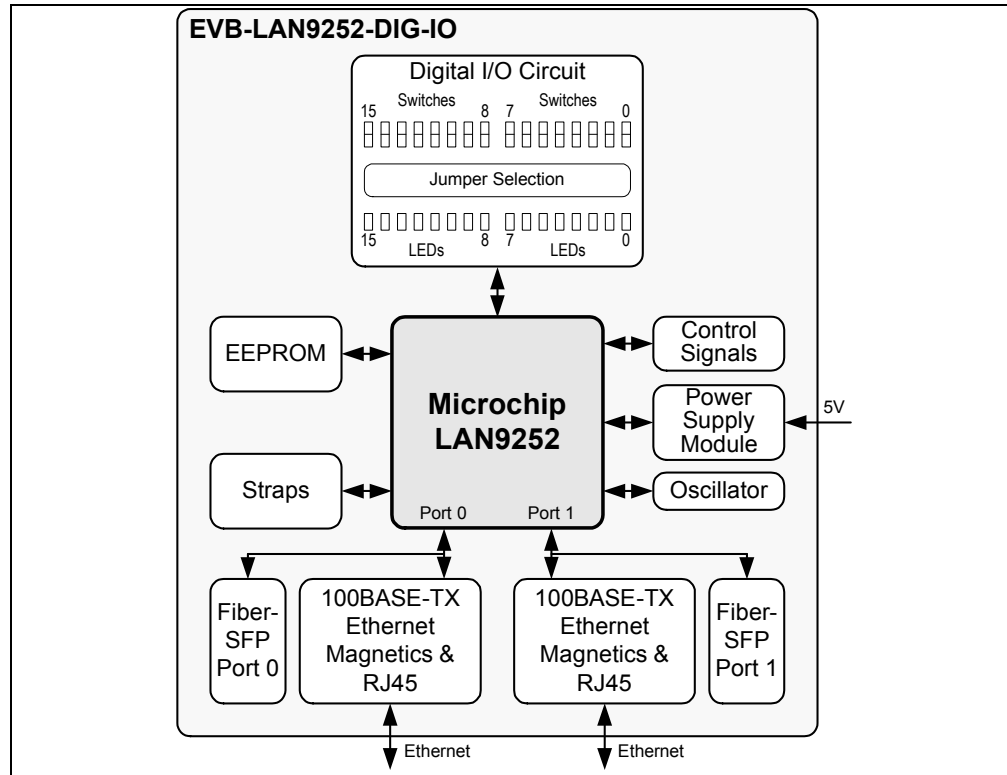 EVB-LAN9252-DIG-IO
Digital I/O Circuit
Switches Switches
15 8 7 0
Jumper Selection
15 8 7 0
LEDs LEDs
EEPROM
Control
Signals
Microchip
LAN9252
Power
Supply
Module
5V
Straps
Oscillator
Port 0 Port 1
Fiber-
SFP
Port 0
100BASE-TX
Ethernet
Magnetics &
RJ45
100BASE-TX
Ethernet
Magnetics &
RJ45
Fiber-
SFP
Port 1
Ethernet Ethernet